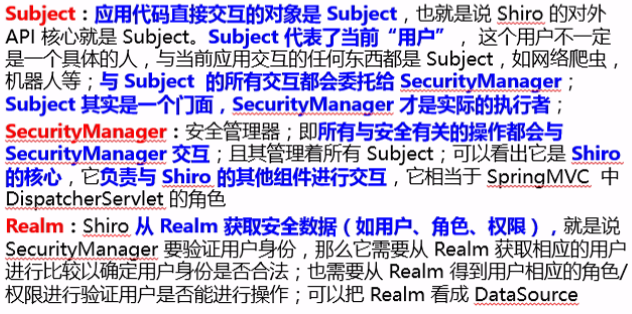 Subject：应用代码直接交互的对象是 Subject，也就是说 Shiro 的对外
API 核心就是 Subject。Subject 代表了当前“用户”， 这个用户不一定
是一个具体的人，与当前应用交互的任何东西都是 Subject，如网络爬虫，
机器人等；与 Subject 的所有交互都会委托给 SecurityManager；
Subject 其实是一个门面，SecurityManager 才是实际的执行者；
SecurityManager：安全管理器；即所有与安全有关的操作都会与
SecurityManager 交互；且其管理着所有 Subject；可以看出它是 Shiro
的核心，它负责与 Shiro 的其他组件进行交互，它相当于 SpringMVC 中
DispatcherServlet 的角色
Realm：Shiro 从 Realm 获取安全数据（如用户、角色、权限），就是说
SecurityManager 要验证用户身份，那么它需要从 Realm 获取相应的用户
进行比较以确定用户身份是否合法；也需要从 Realm 得到用户相应的角色/
权限进行验证用户是否能进行操作；可以把 Realm 看成 DataSource